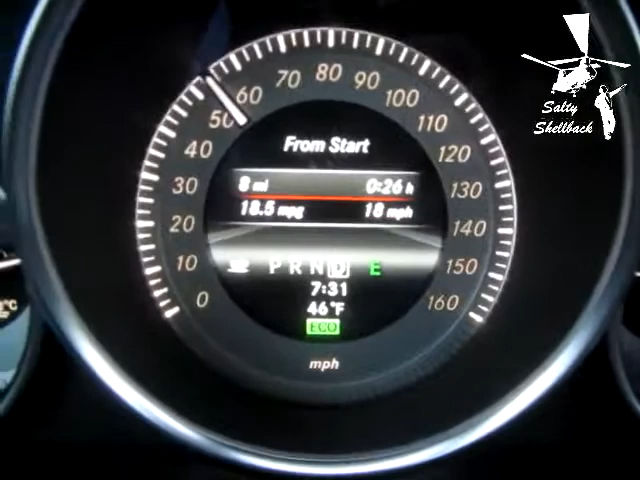 Salty
Shellback
0 10 20 30 40 50 60 70 80 90 100 110 120 130 140 150 160
From Start
8 mi 0:26 h
18.5 mpg 18 mph
P R N D E
7:31
46°F
ECO
mph
°C